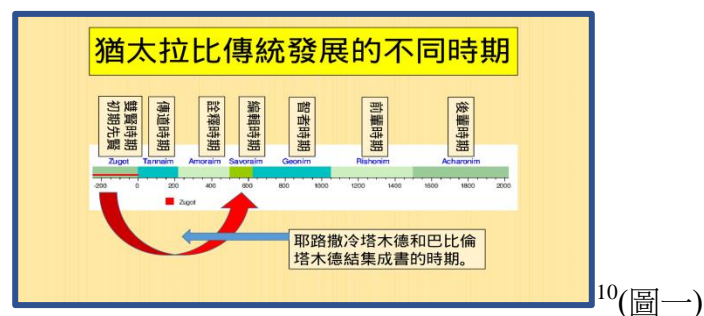 猶太拉比傳統發展的不同時期
雙賢時期
初期先賢
傳道時期
詮釋時期
編輯時期
智者時期
前輩時期
後輩時期
Zugot Tannaim Amoraim Savoraim Geonim Rishonim Acharonim
-200 0 200 400 600 800 1000 1200 1400 1600 1800 2000
Zugot
耶路撒冷塔木德和巴比倫
塔木德結集成書的時期。
10(圖一)